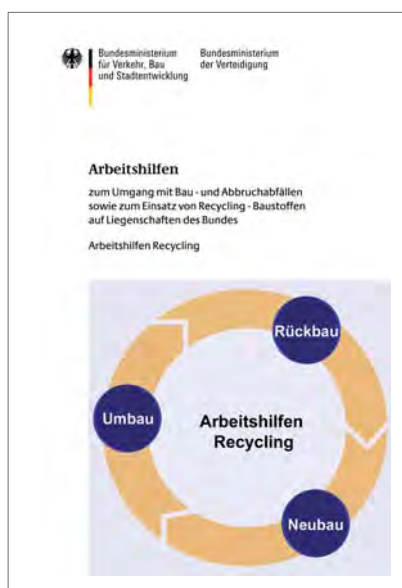 Bundesministerium
für Verkehr, Bau
und Stadtentwicklung
Bundesministerium
der Verteidigung
Arbeitshilfen
zum Umgang mit Bau - und Abbruchabfällen
sowie zum Einsatz von Recycling - Baustoffen
auf Liegenschaften des Bundes
Arbeitshilfen Recycling
Rückbau
Umbau
Arbeitshilfen
Recycling
Neubau